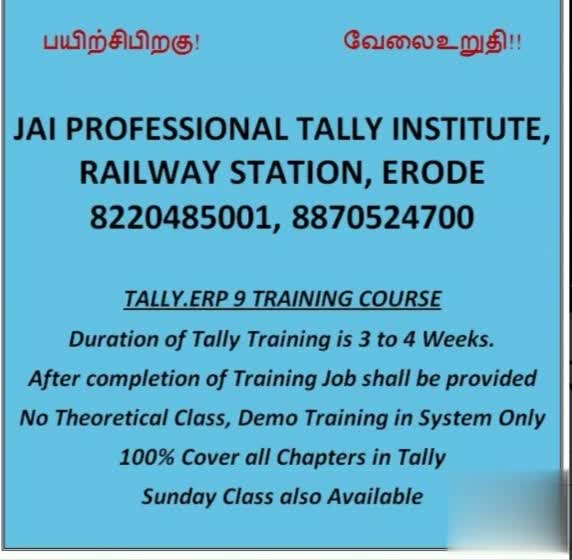 பயிற்சிபிறகு! வேலைஉறுதி!!
JAI PROFESSIONAL TALLY INSTITUTE,
RAILWAY STATION, ERODE
8220485001, 8870524700
TALLY.ERP 9 TRAINING COURSE
Duration of Tally Training is 3 to 4 Weeks.
After completion of Training Job shall be provided
No Theoretical Class, Demo Training in System Only
100% Cover all Chapters in Tally
Sunday Class also Available